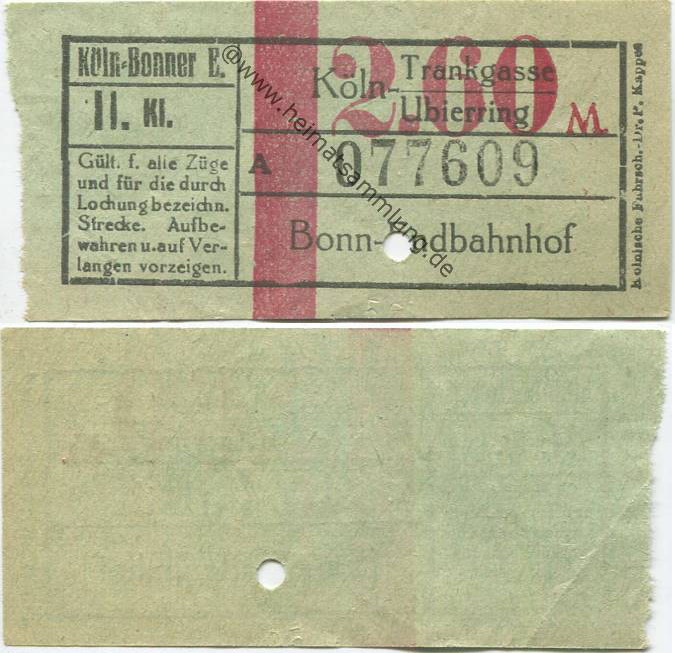 Köln-Bonner E.
II. Kl.
Gült. f. alle Züge
und für die durch
Lochung bezeichn.
Strecke. Aufbe-
wahren u. auf Ver-
langen vorzeigen.
2,60 M.
Köln- Trankgasse
Ubierring
A 077609
Bonn-Endbahnhof
Kölnische Fahrsch.-Dr. P. Kappes
@www.heimatsammlung.de